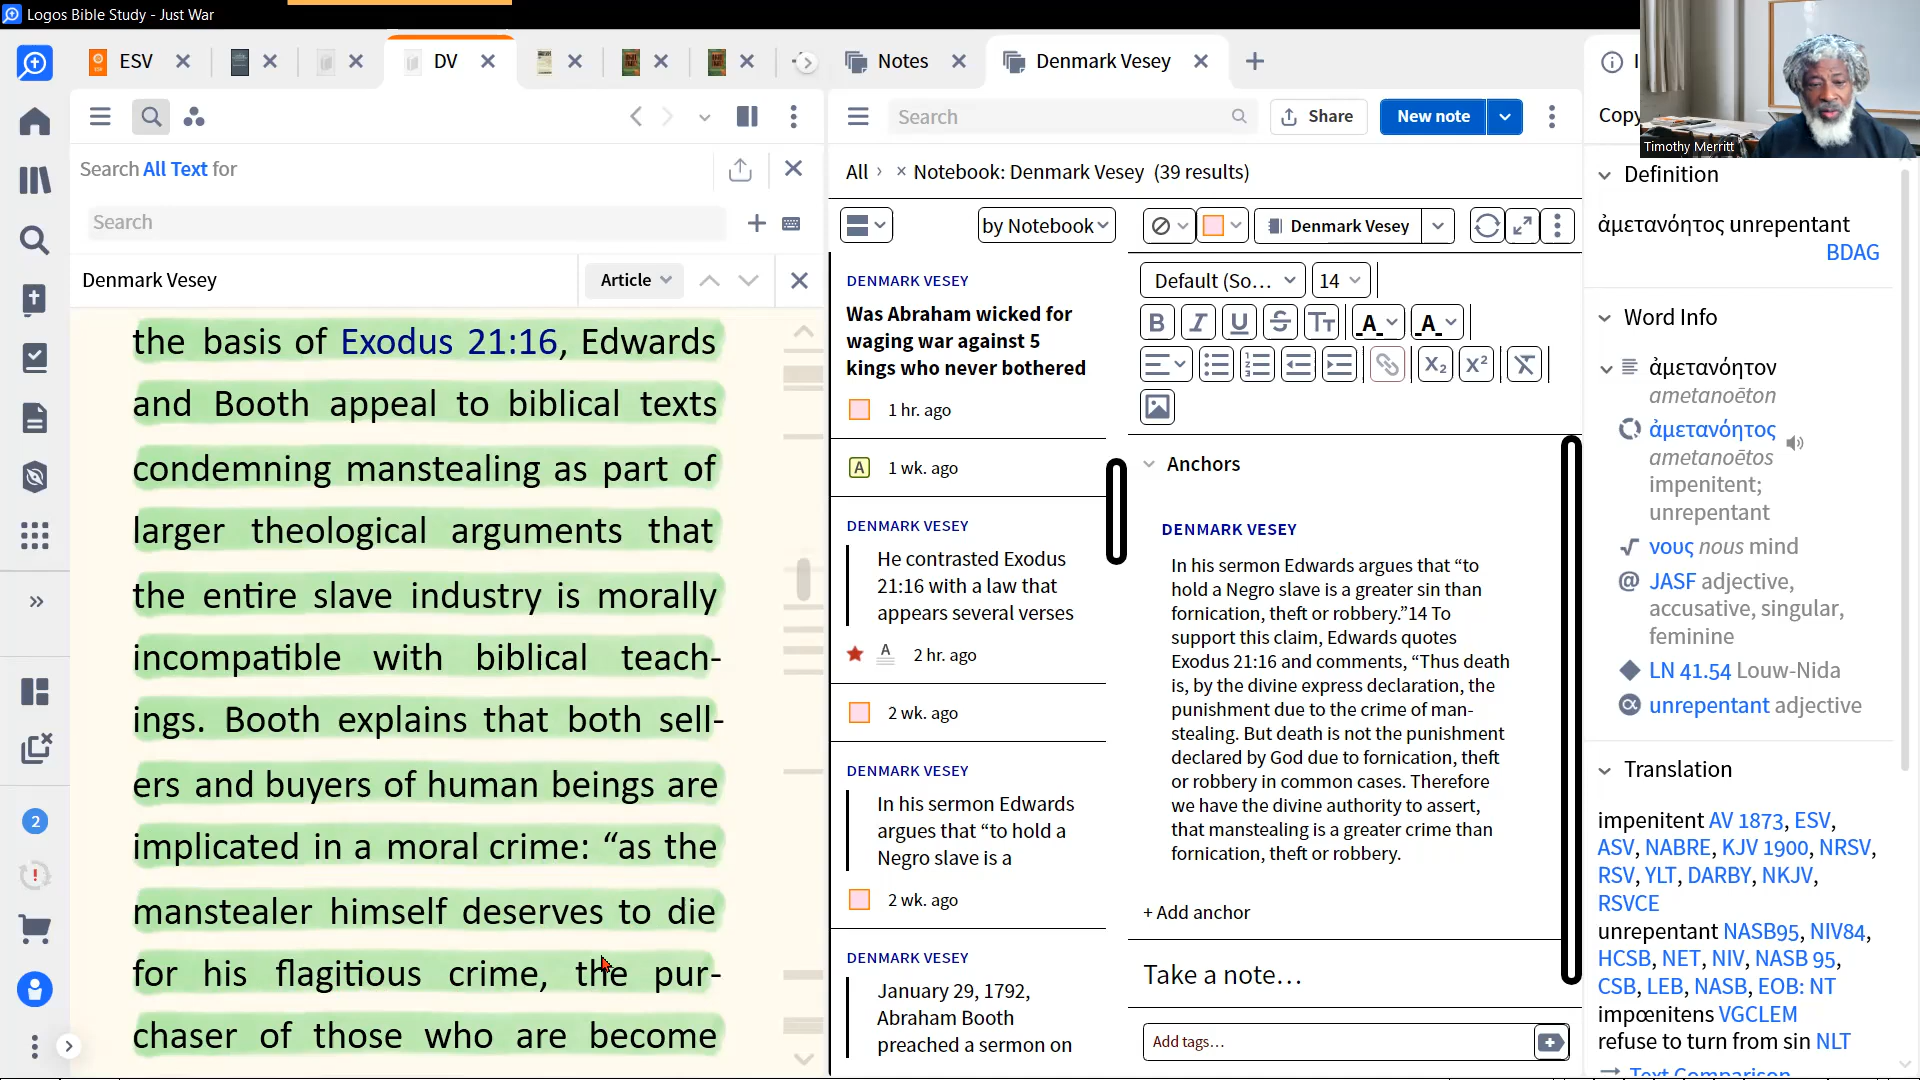 Logos Bible Study - Just War
ESV
DV
Search All Text for
Search
Denmark Vesey
Article
the basis of Exodus 21:16, Edwards
and Booth appeal to biblical texts
condemning manstealing as part of
larger theological arguments that
the entire slave industry is morally
incompatible with biblical teach-
ings. Booth explains that both sell-
ers and buyers of human beings are
implicated in a moral crime: “as the
manstealer himself deserves to die
for his flagitious crime, the pur-
chaser of those who are become
2
Notes
Denmark Vesey
Search
Share
New note
All › × Notebook: Denmark Vesey (39 results)
by Notebook
DENMARK VESEY
Was Abraham wicked for
waging war against 5
kings who never bothered
1 hr. ago
A 1 wk. ago
DENMARK VESEY
He contrasted Exodus
21:16 with a law that
appears several verses
A 2 hr. ago
2 wk. ago
DENMARK VESEY
In his sermon Edwards
argues that “to hold a
Negro slave is a
2 wk. ago
DENMARK VESEY
January 29, 1792,
Abraham Booth
preached a sermon on
Denmark Vesey
Default (So... 14
B I U S Tт A A
X₂ X²
Anchors
DENMARK VESEY
In his sermon Edwards argues that “to
hold a Negro slave is a greater sin than
fornication, theft or robbery.”14 To
support this claim, Edwards quotes
Exodus 21:16 and comments, “Thus death
is, by the divine express declaration, the
punishment due to the crime of man-
stealing. But death is not the punishment
declared by God due to fornication, theft
or robbery in common cases. Therefore
we have the divine authority to assert,
that manstealing is a greater crime than
fornication, theft or robbery.
+ Add anchor
Take a note...
Add tags...
Timothy Merritt
Copy
Definition
ἀμετανόητος unrepentant
BDAG
Word Info
ἀμετανόητον
ametanoēton
ἀμετανόητος
ametanoētos
impenitent;
unrepentant
νους nous mind
@ JASF adjective,
accusative, singular,
feminine
LN 41.54 Louw-Nida
unrepentant adjective
Translation
impenitent AV 1873, ESV,
ASV, NABRE, KJV 1900, NRSV,
RSV, YLT, DARBY, NKJV,
RSVCE
unrepentant NASB95, NIV84,
HCSB, NET, NIV, NASB 95,
CSB, LEB, NASB, EOB: NT
impœnitens VGCLEM
refuse to turn from sin NLT
Text Comparison